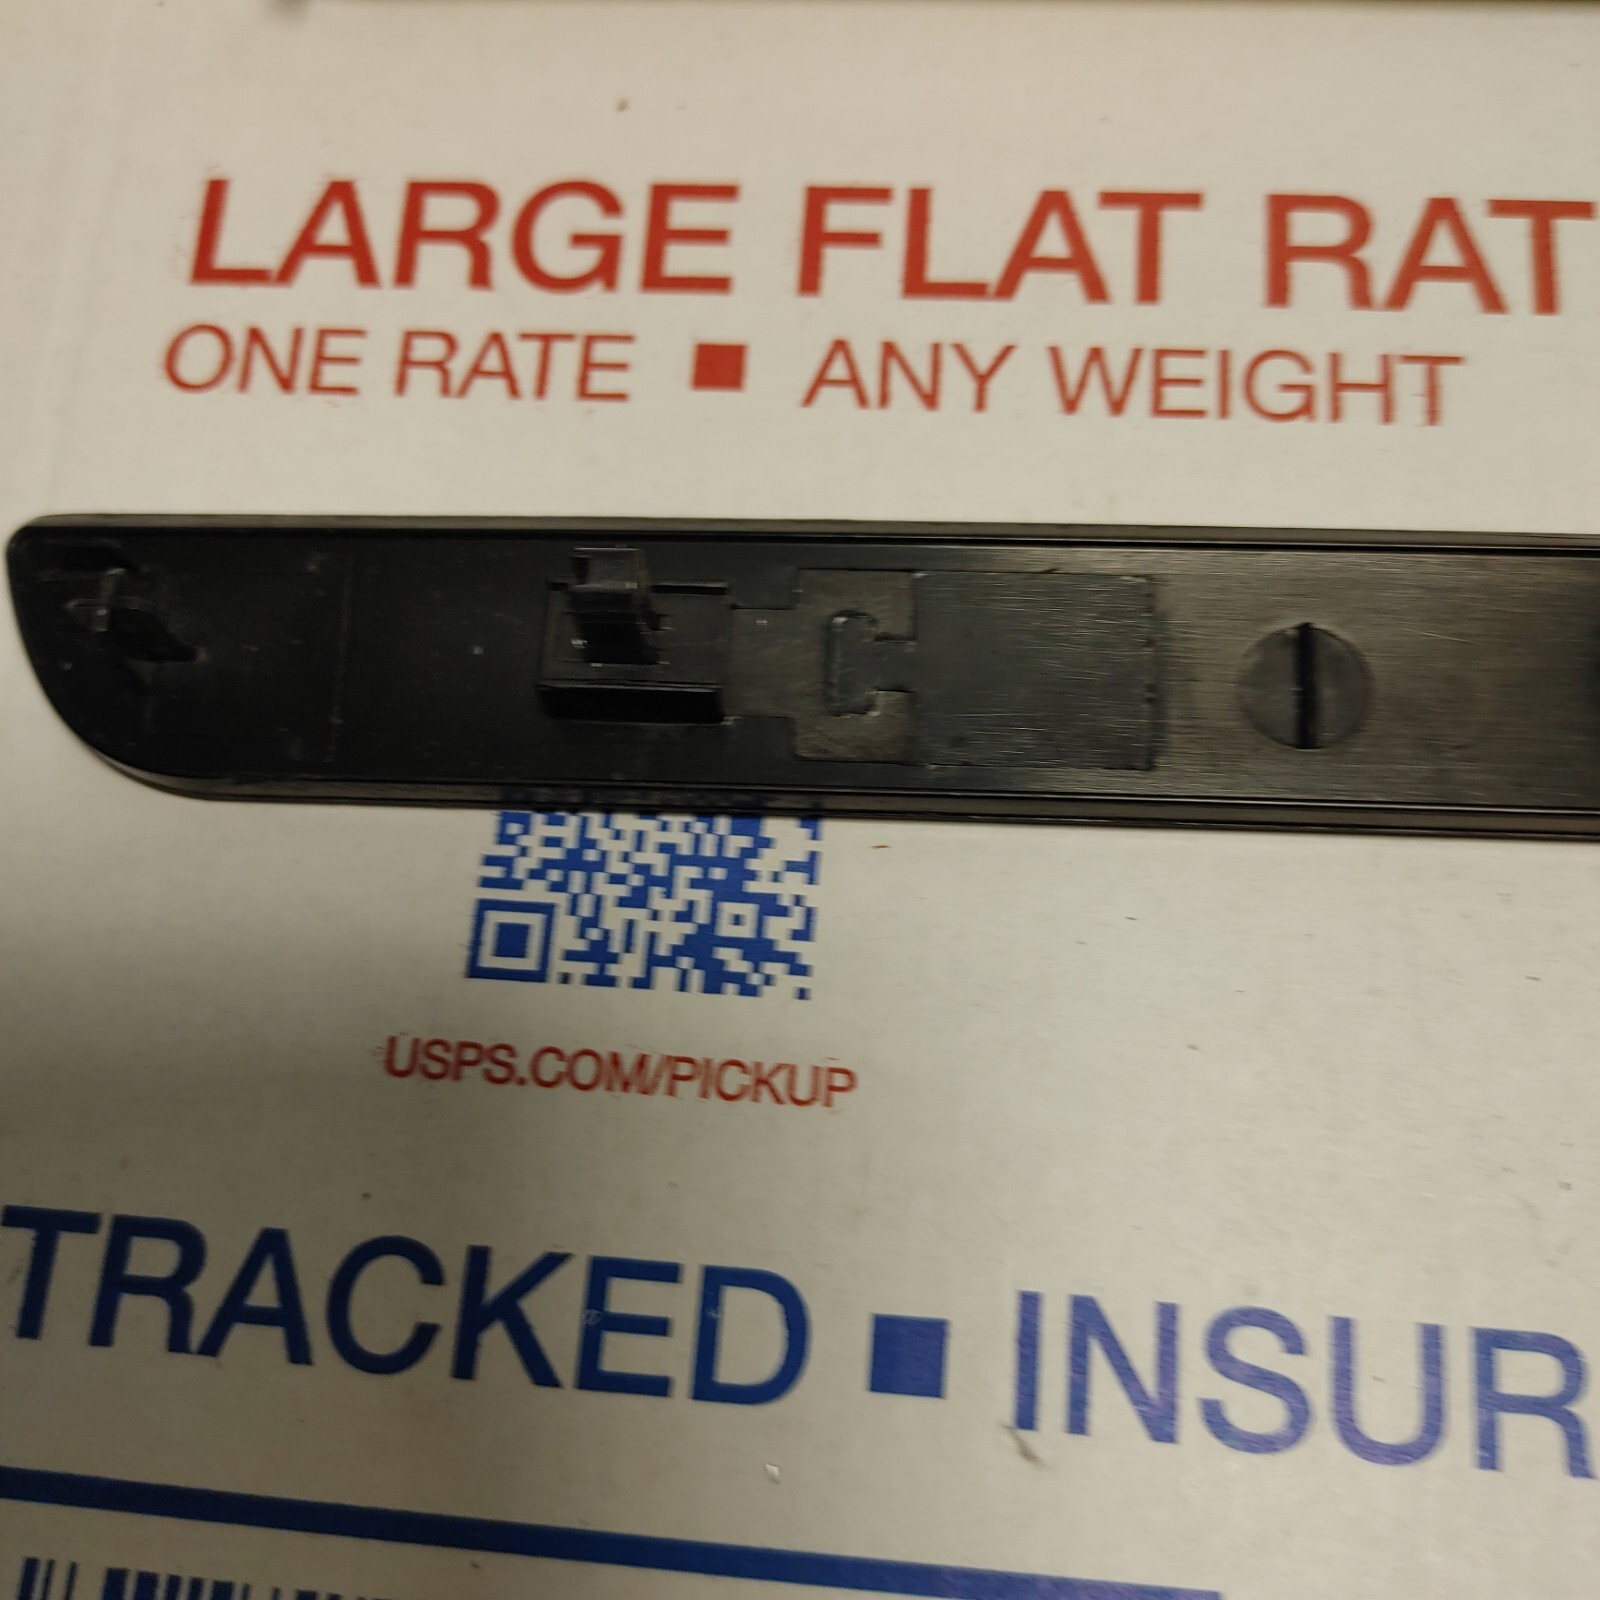 LARGE FLAT RAT
ONE RATE ■ ANY WEIGHT
USPS.COM/PICKUP
TRACKED ■ INSUR